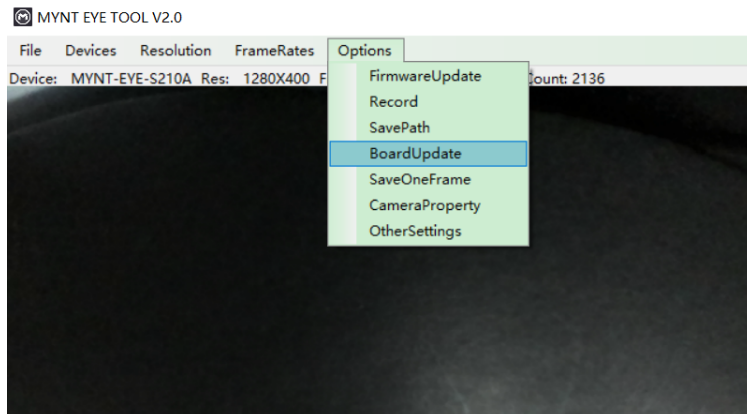 MYNT EYE TOOL V2.0
File Devices Resolution FrameRates Options
Device: MYNT-EYE-S210A Res: 1280X400 F
Count: 2136
FirmwareUpdate
Record
SavePath
BoardUpdate
SaveOneFrame
CameraProperty
OtherSettings